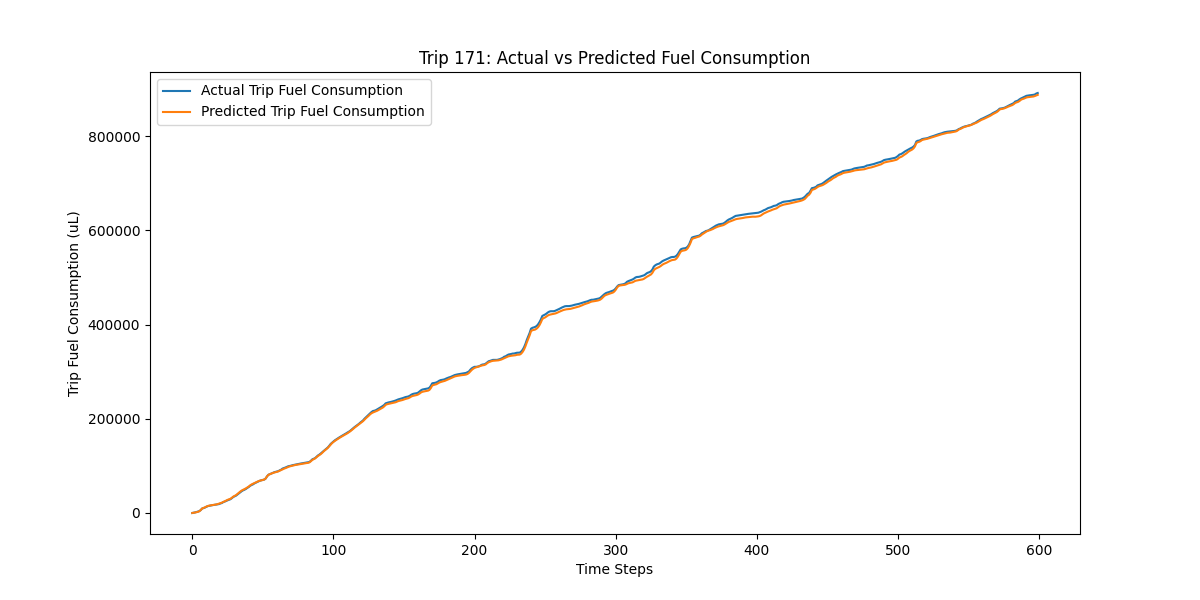 Trip 171: Actual vs Predicted Fuel Consumption
Actual Trip Fuel Consumption
Predicted Trip Fuel Consumption
Trip Fuel Consumption (uL)
800000
600000
400000
200000
0
0 100 200 300 400 500 600
Time Steps